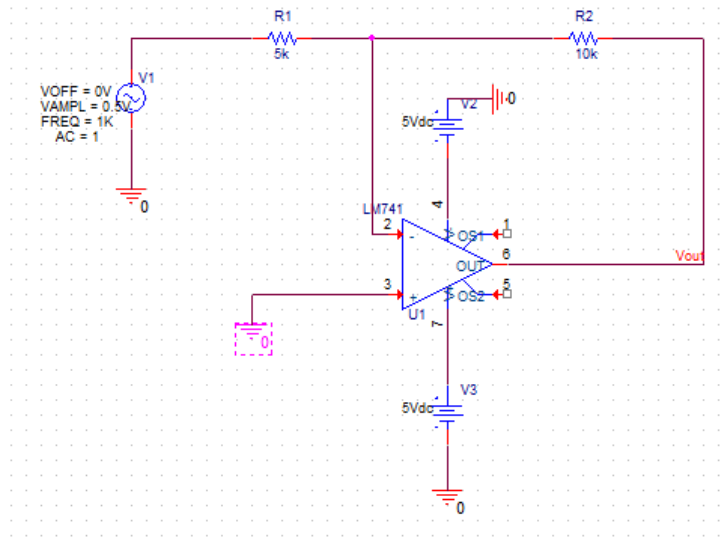 R1
5k
R2
10k
V1
VOFF = 0V
VAMPL = 0.5V
FREQ = 1K
AC = 1
0
V2
0
5Vdc
4
LM741
2
-
V-
OS1
1
OUT
6
Vout
3
+
V+
OS2
5
U1
7
0
V3
5Vdc
0